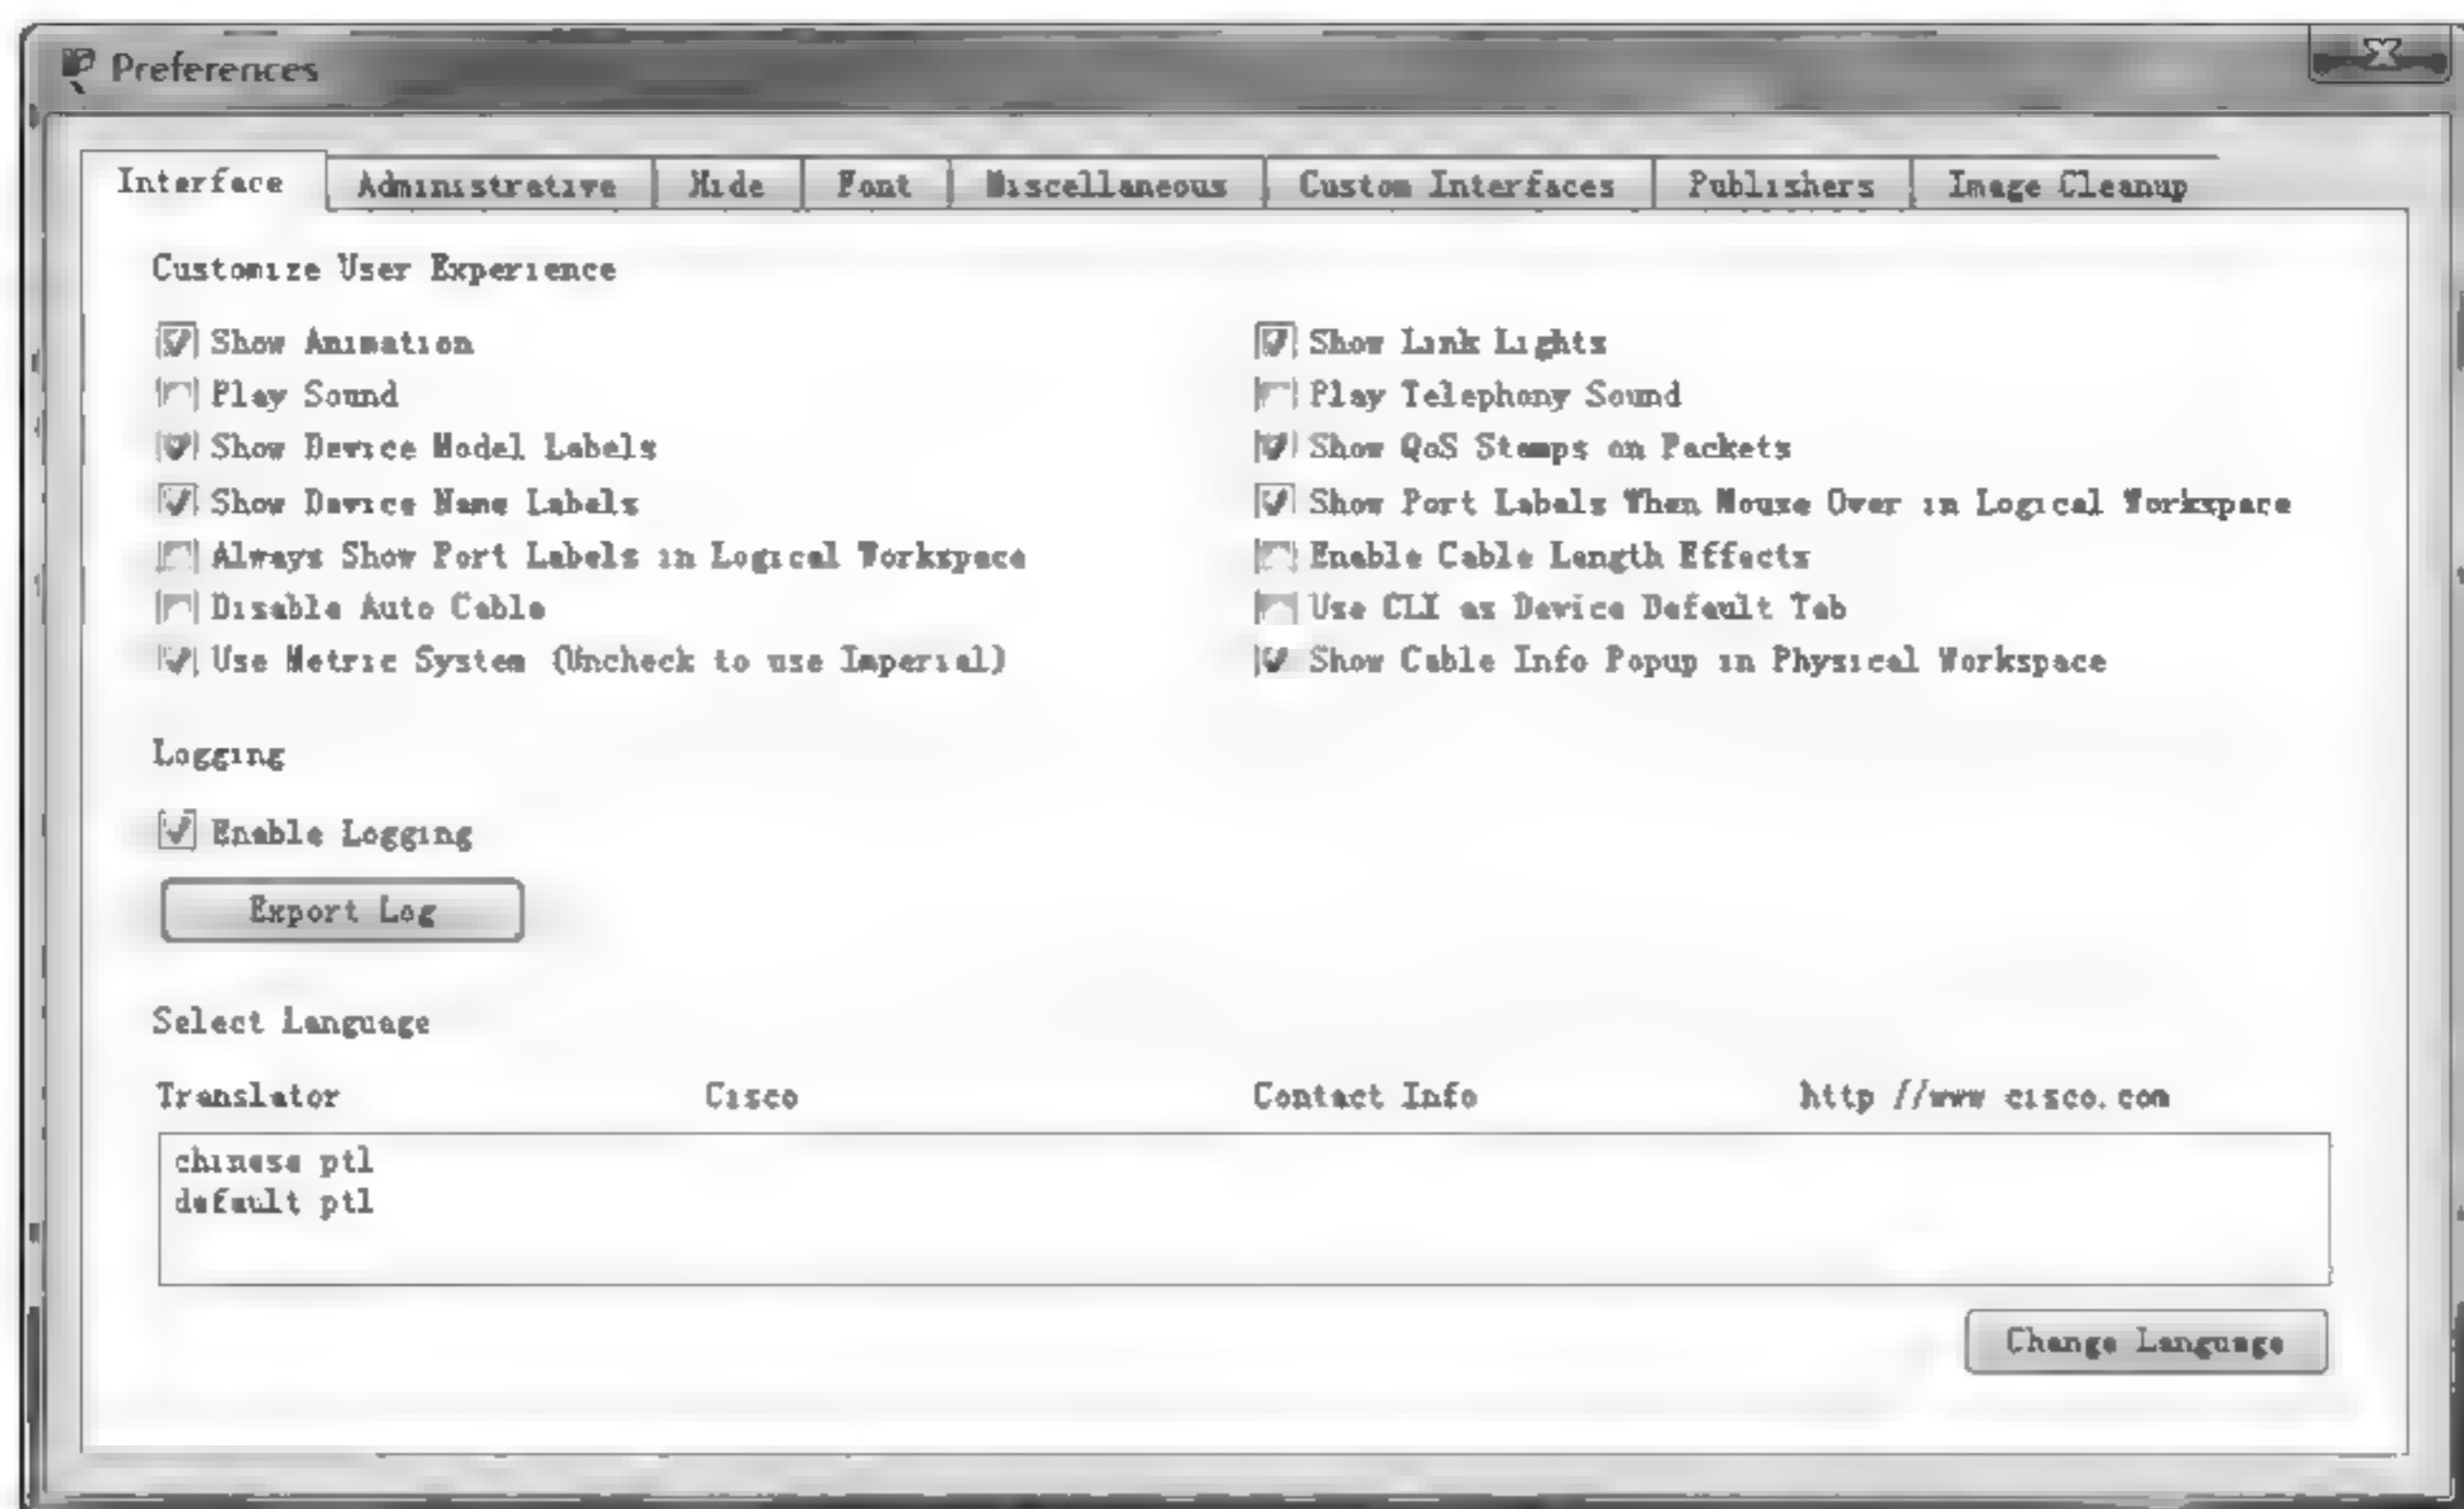 Preferences
Interface Administrative Hide Font Miscellaneous Custom Interfaces Publishers Image Cleanup
Customize User Experience
Show Animation Show Link Lights
Play Sound Play Telephony Sound
Show Device Model Labels Show QoS Stamps on Packets
Show Device Name Labels Show Port Labels When Mouse Over in Logical Workspace
Always Show Port Labels in Logical Workspace Enable Cable Length Effects
Disable Auto Cable Use CLI as Device Default Tab
Use Metric System (Uncheck to use Imperial) Show Cable Info Popup in Physical Workspace
Logging
Enable Logging
Export Log
Select Language
Translator Cisco Contact Info http //www cisco.com
chinese ptl
default ptl
Change Language